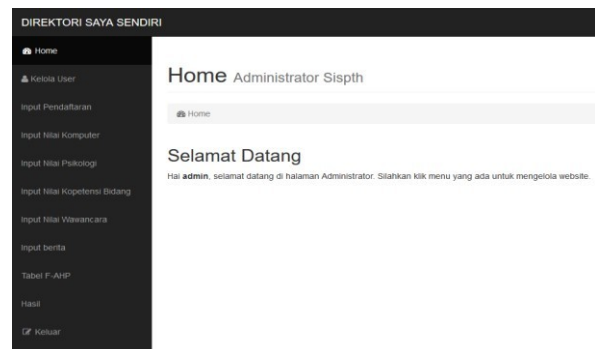 DIREKTORI SAYA SENDIRI
Home
Kelola User
Input Pendaftaran
Input Nilai Komputer
Input Nilai Psikologi
Input Nilai Kopetensi Bidang
Input Nilai Wawancara
Input berita
Tabel F-AHP
Hasil
Keluar
Home Administrator Sispth
Home
Selamat Datang
Hai admin, selamat datang di halaman Administrator. Silahkan klik menu yang ada untuk mengelola website.